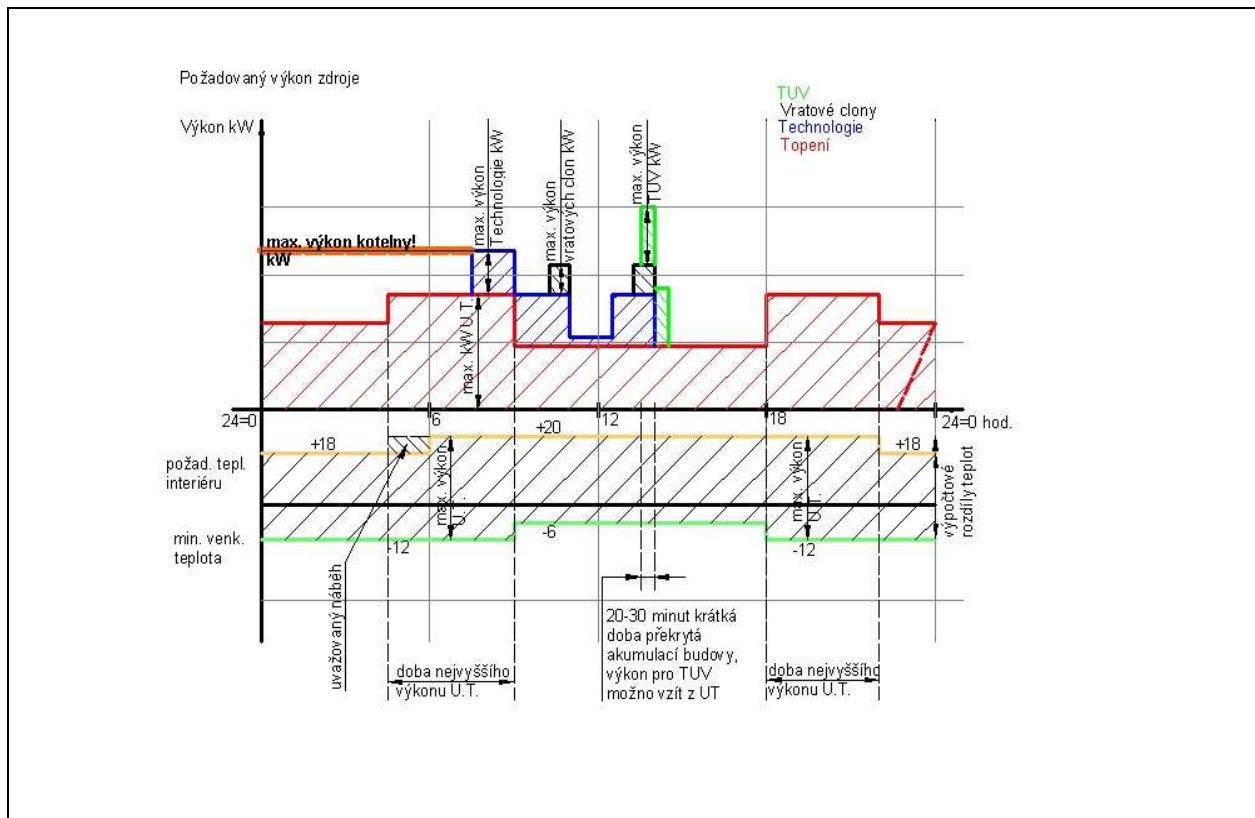 Požadovaný výkon zdroje
TUV
Vratové clony
Technologie
Topení
Výkon kW
max. výkon
Technologie kW
max. výkon
vratových clon kW
max. výkon
TUV kW
max. výkon kotelny!
kW
max. kW U.T.
24=0
6
12
18
24=0 hod.
+18
+20
+18
požad. tepl.
interiéru
max. výkon
U.T.
max. výkon
U.T.
výpočtové
rozdíly teplot
min. venk.
teplota
-12
-6
-12
uvažovaný náběh
20-30 minut krátká
doba překrytá
akumulací budovy,
výkon pro TUV
možno vzít z UT
doba nejvyššího
výkonu U.T.
doba nejvyššího
výkonu U.T.